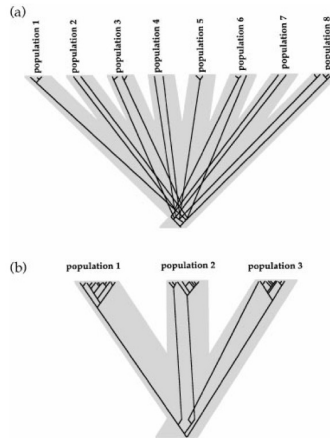 (a)
population 1
population 2
population 3
population 4
population 5
population 6
population 7
population 8
(b)
population 1
population 2
population 3